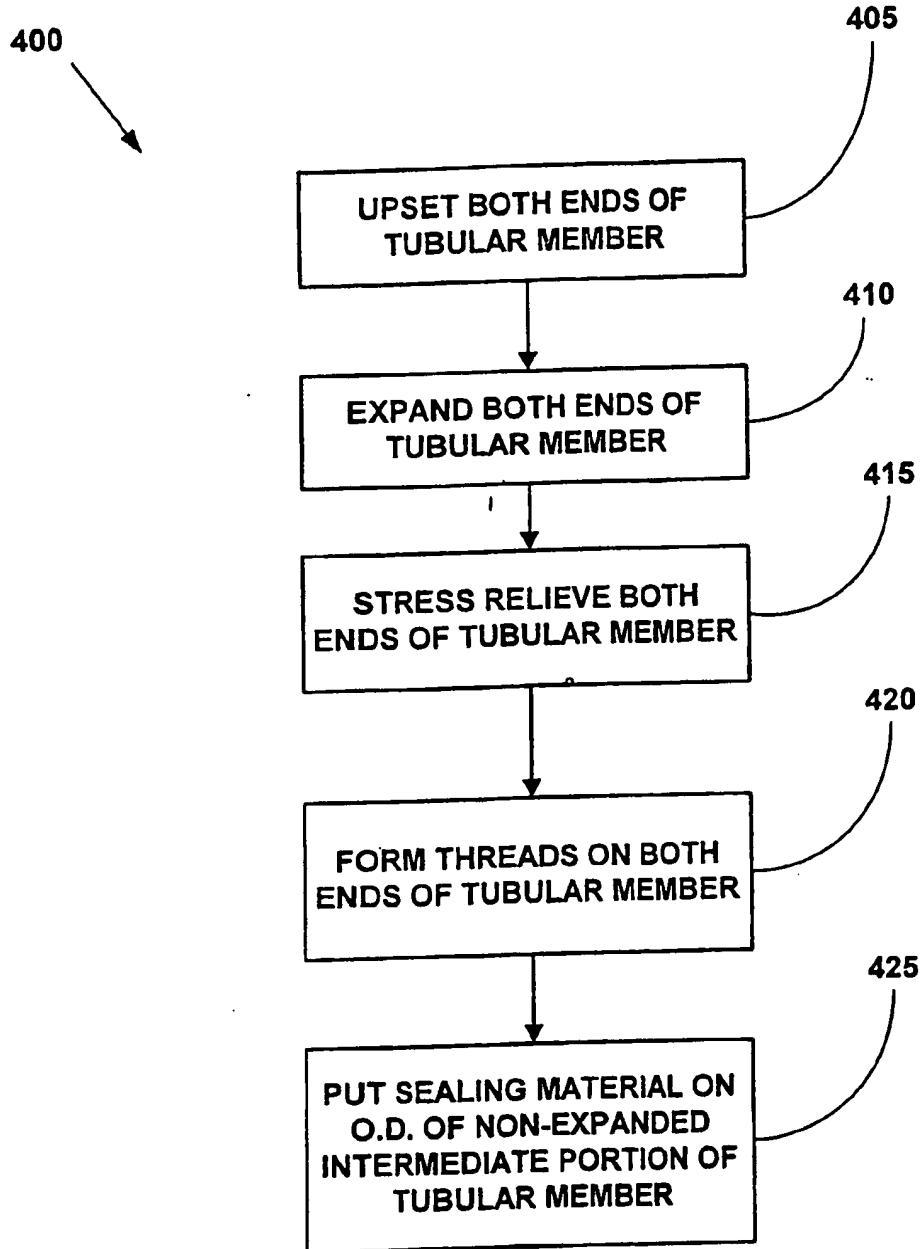 400
405
UPSET BOTH ENDS OF
TUBULAR MEMBER
410
EXPAND BOTH ENDS OF
TUBULAR MEMBER
415
STRESS RELIEVE BOTH
ENDS OF TUBULAR MEMBER
420
FORM THREADS ON BOTH
ENDS OF TUBULAR MEMBER
425
PUT SEALING MATERIAL ON
O.D. OF NON-EXPANDED
INTERMEDIATE PORTION OF
TUBULAR MEMBER